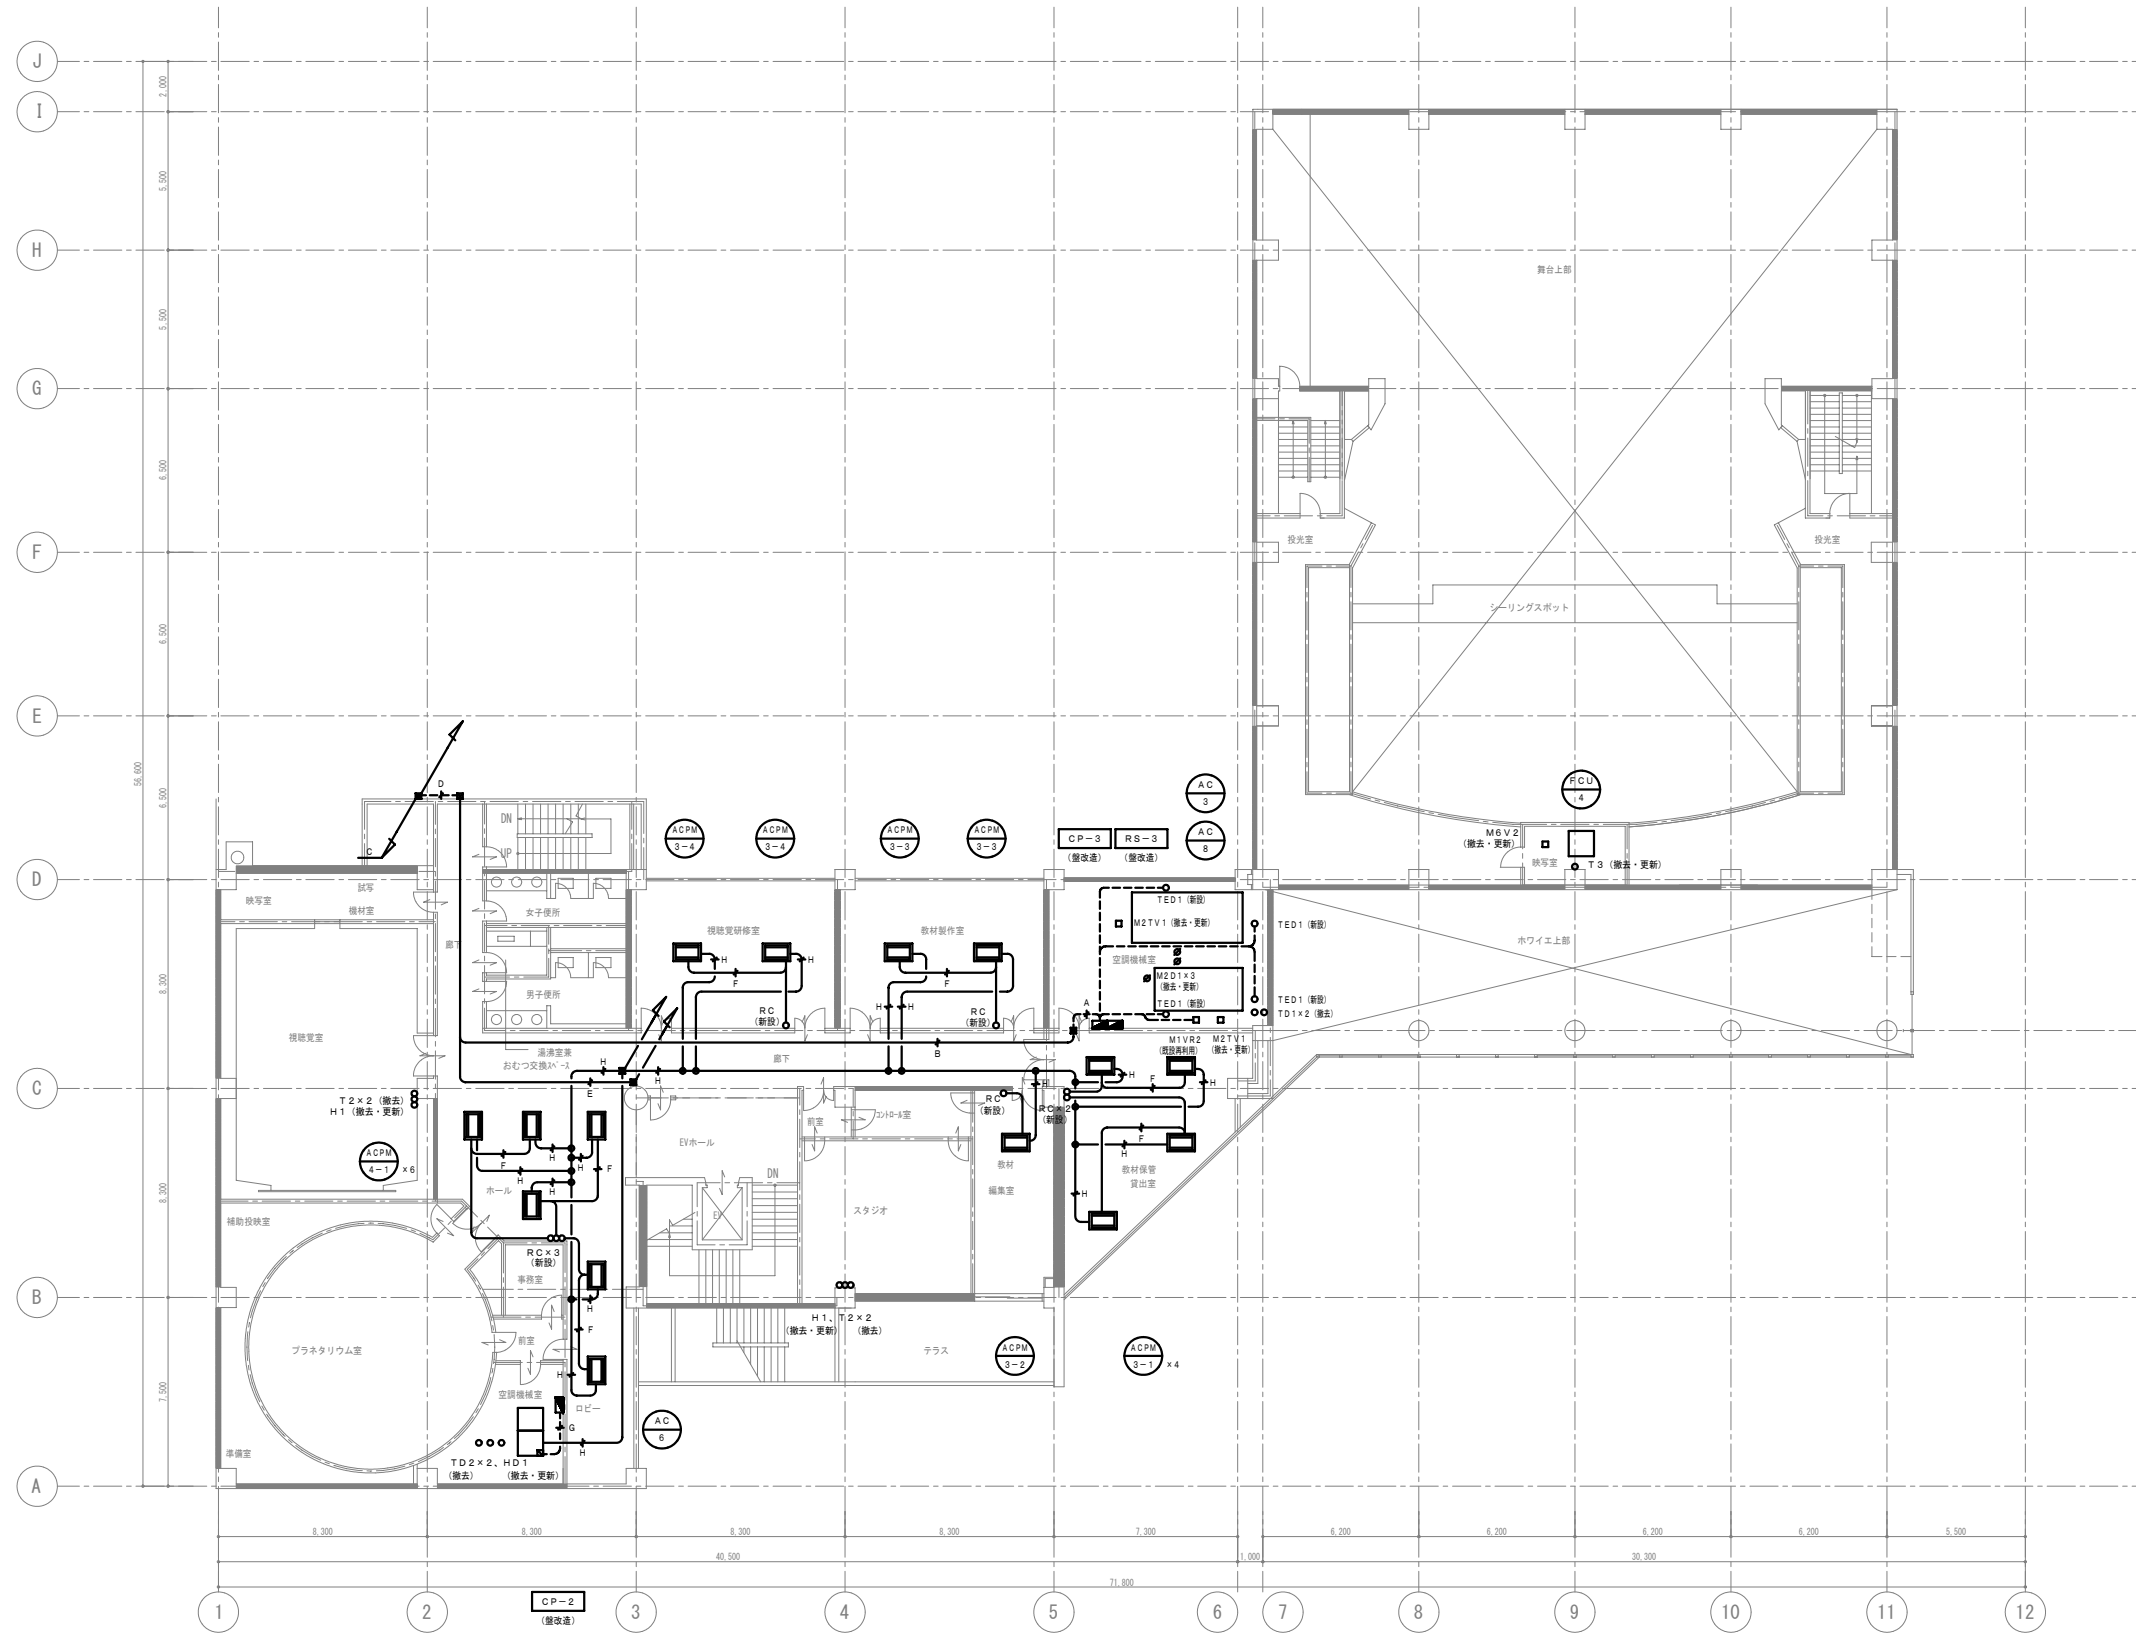 J
2,000
I
5,500
H
舞台上部
5,500
G
6,500
投光室
投光室
F
シーリングスポット
6,500
E
56,600
6,500
D
C
DN
UP
ACPM
3-4
ACPM
3-4
ACPM
3-3
ACPM
3-3
AC
3
AC
8
CP-3
(盤改造)
RS-3
(盤改造)
FCU
4
M6V2
(撤去・更新)
映写室
T3 (撤去・更新)
D
映写室
試写
機材室
女子便所
廊下
視聴覚研修室
教材製作室
TED1 (新設)
M2TV1 (撤去・更新)
TED1 (新設)
空調機械室
ホワイエ上部
8,300
H
H
F
F
男子便所
M2D1×3
(撤去・更新)
TED1 (新設)
TED1 (新設)
TD1×2 (撤去)
H
H
A
RC
(新設)
RC
(新設)
視聴覚室
湯沸室兼
おむつ交換スペース
廊下
B
M1VR2
(既設再利用)
M2TV1
(撤去・更新)
H
H
E
C
H
H
F
H
T2×2 (撤去)
H1 (撤去・更新)
RC
(新設)
RC×2
(新設)
前室
コントロール室
EVホール
ACPM
4-1
×6
F
H
H
H
F
H
F
H
教材
編集室
教材保管
貸出室
DN
8,300
ホール
H
EV
スタジオ
補助投映室
RC×3
(新設)
事務室
B
H
F
H1、T2×2
(撤去・更新)
(撤去)
プラネタリウム室
前室
テラス
ACPM
3-2
ACPM
3-1
×4
7,500
空調機械室
H
ロビー
AC
6
G
H
準備室
TD2×2、HD1
(撤去)
(撤去・更新)
A
8,300
8,300
8,300
8,300
7,300
6,200
6,200
6,200
6,200
5,500
40,500
1,000
30,300
71,800
CP-2
(盤改造)
1
2
3
4
5
6
7
8
9
10
11
12